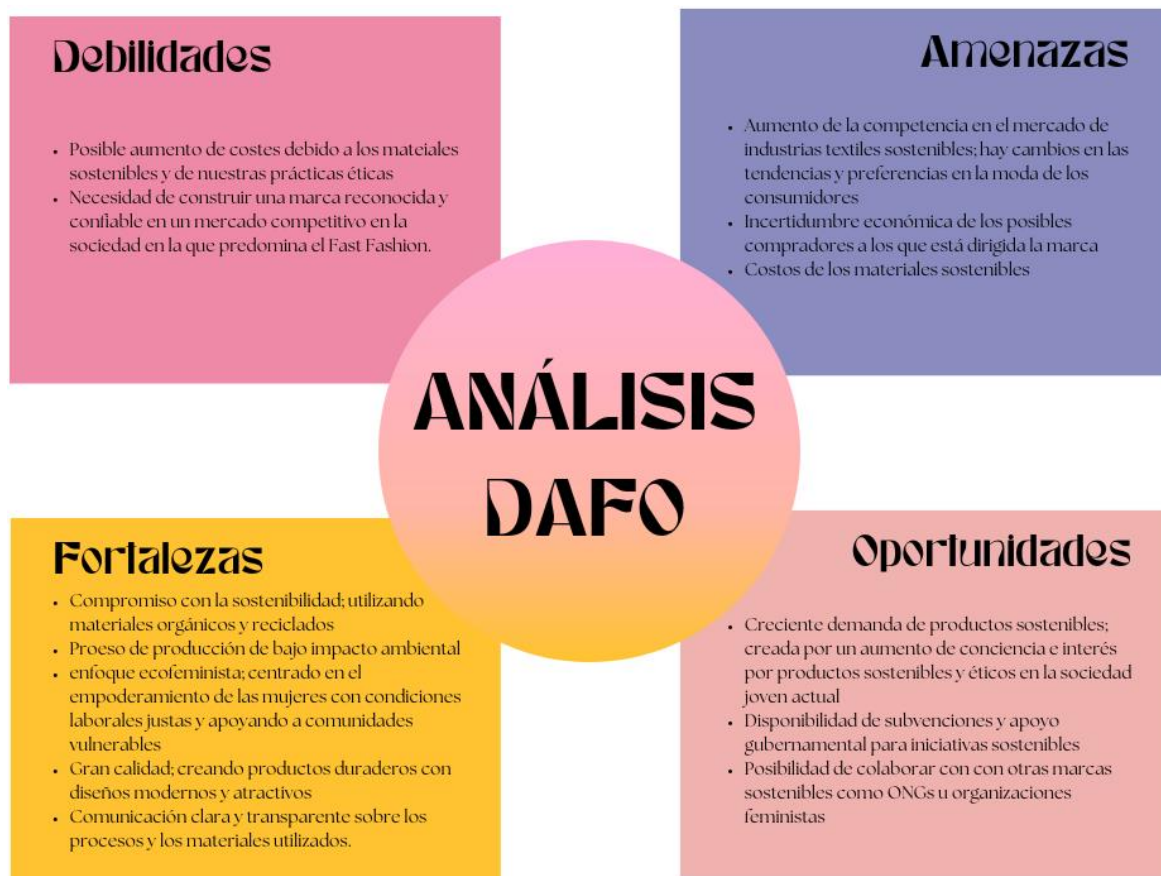 Debilidades
• Posible aumento de costes debido a los mateiales
sostenibles y de nuestras prácticas éticas
• Necesidad de construir una marca reconocida y
confiable en un mercado competitivo en la
sociedad en la que predomina el Fast Fashion.
Amenazas
• Aumento de la competencia en el mercado de
industrias textiles sostenibles; hay cambios en las
tendencias y preferencias en la moda de los
consumidores
• Incertidumbre económica de los posibles
compradores a los que está dirigida la marca
• Costos de los materiales sostenibles
ANÁLISIS
DAFO
Fortalezas
• Compromiso con la sostenibilidad; utilizando
materiales orgánicos y reciclados
• Proeso de producción de bajo impacto ambiental
• enfoque ecofeminista; centrado en el
empoderamiento de las mujeres con condiciones
laborales justas y apoyando a comunidades
vulnerables
• Gran calidad; creando productos duraderos con
diseños modernos y atractivos
• Comunicación clara y transparente sobre los
procesos y los materiales utilizados.
Oportunidades
• Creciente demanda de productos sostenibles;
creada por un aumento de conciencia e interés
por productos sostenibles y éticos en la sociedad
joven actual
• Disponibilidad de subvenciones y apoyo
gubernamental para iniciativas sostenibles
• Posibilidad de colaborar con con otras marcas
sostenibles como ONGs u organizaciones
feministas